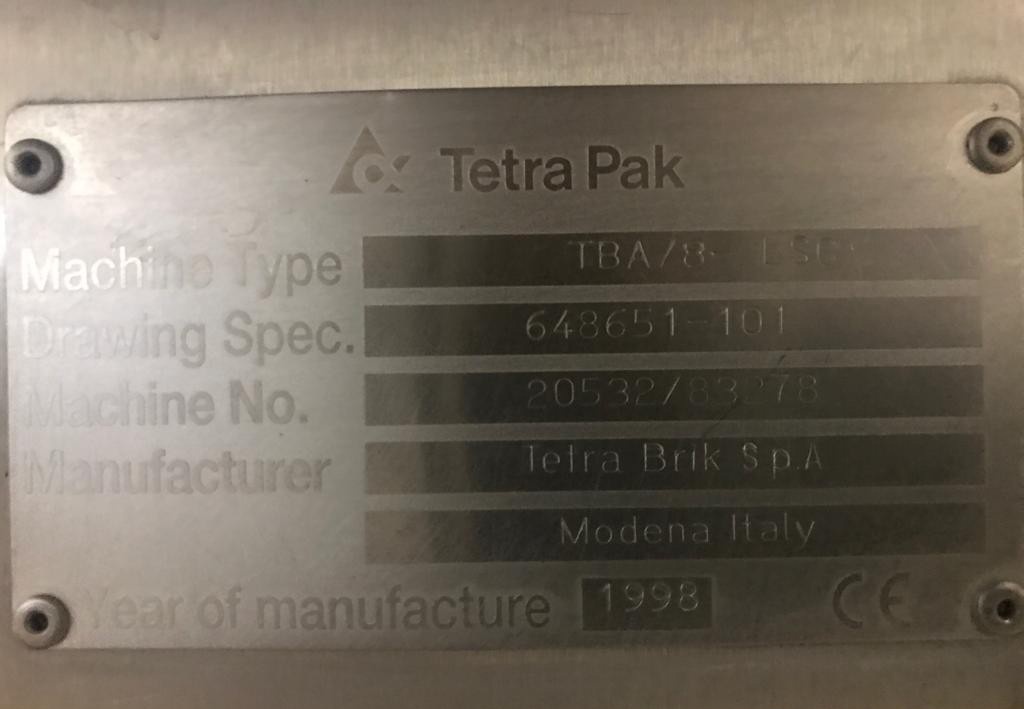 Tetra Pak
Machine Type TBA/8
Drawing Spec. 648651-101
Machine No. 20532/83278
Manufacturer Tetra Brik S.p.A
Modena Italy
Year of manufacture 1998 CE